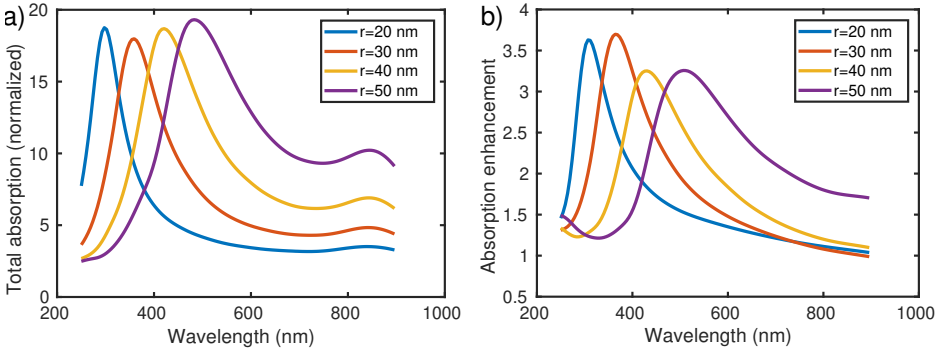 a)
Total absorption (normalized)
20
15
10
5
0
200
400
600
800
1000
Wavelength (nm)
r=20 nm
r=30 nm
r=40 nm
r=50 nm
b)
Absorption enhancement
4
3.5
3
2.5
2
1.5
1
0.5
200
400
600
800
1000
Wavelength (nm)
r=20 nm
r=30 nm
r=40 nm
r=50 nm